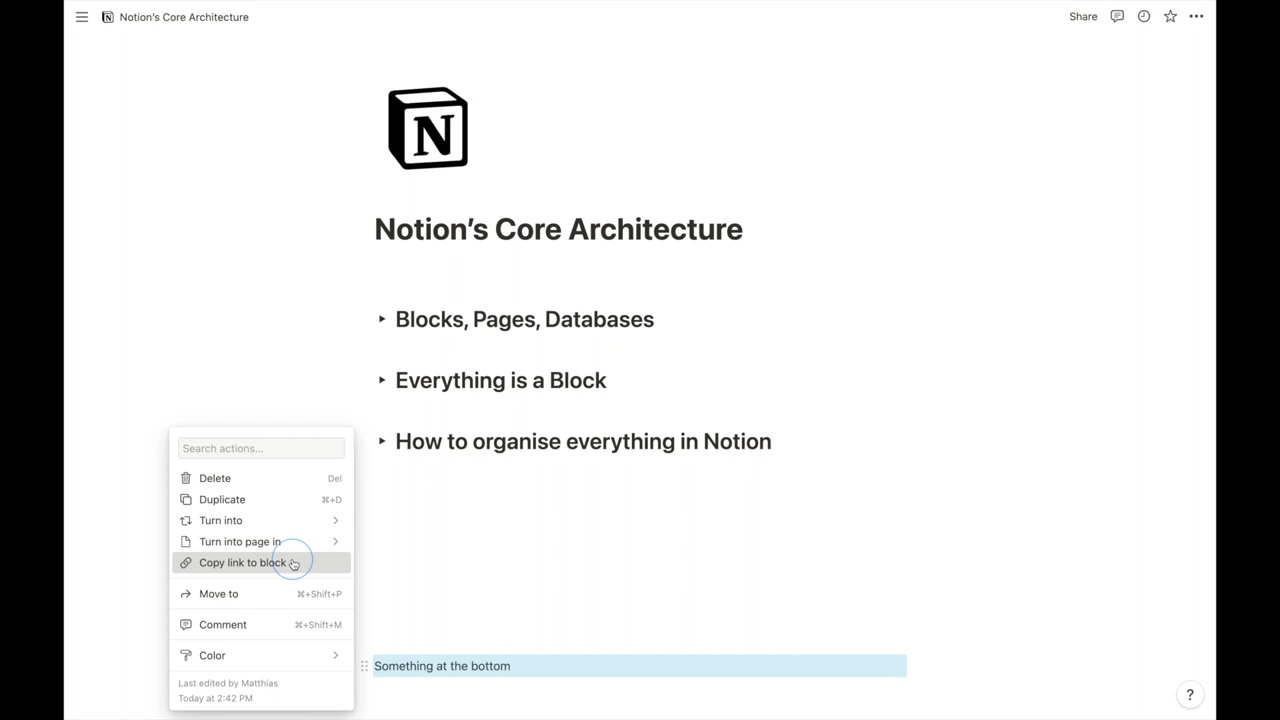 Notion's Core Architecture
Share
N
Notion's Core Architecture
Blocks, Pages, Databases
Everything is a Block
How to organise everything in Notion
Search actions...
Delete Del
Duplicate ⌘+D
Turn into
Turn into page in
Copy link to block
Move to ⌘+Shift+P
Comment ⌘+Shift+M
Color
Last edited by Matthias
Today at 2:42 PM
Something at the bottom
?